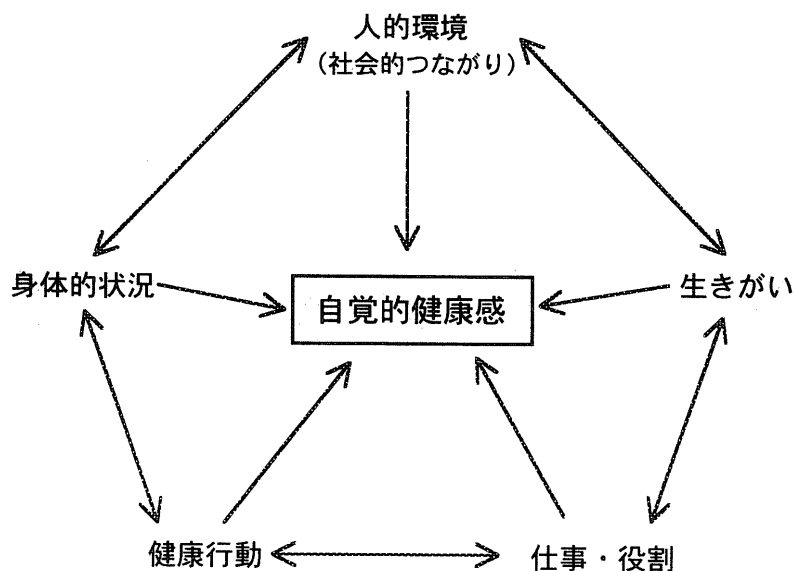 人的環境
(社会的つながり)
身体的状況
自覚的健康感
生きがい
健康行動
仕事・役割